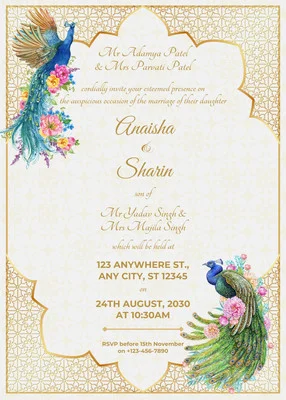 Mr Adamya Patel
& Mrs Parvati Patel
cordially invite your esteemed presence on
the auspicious occasion of the marriage of their daughter
Anaisha
&
Sharin
son of
Mr Yadav Singh &
Mrs Majila Singh
which will be held at
123 ANYWHERE ST.,
ANY CITY, ST 12345
on
24TH AUGUST, 2030
AT 10:30AM
RSVP before 15th November
on +123-456-7890